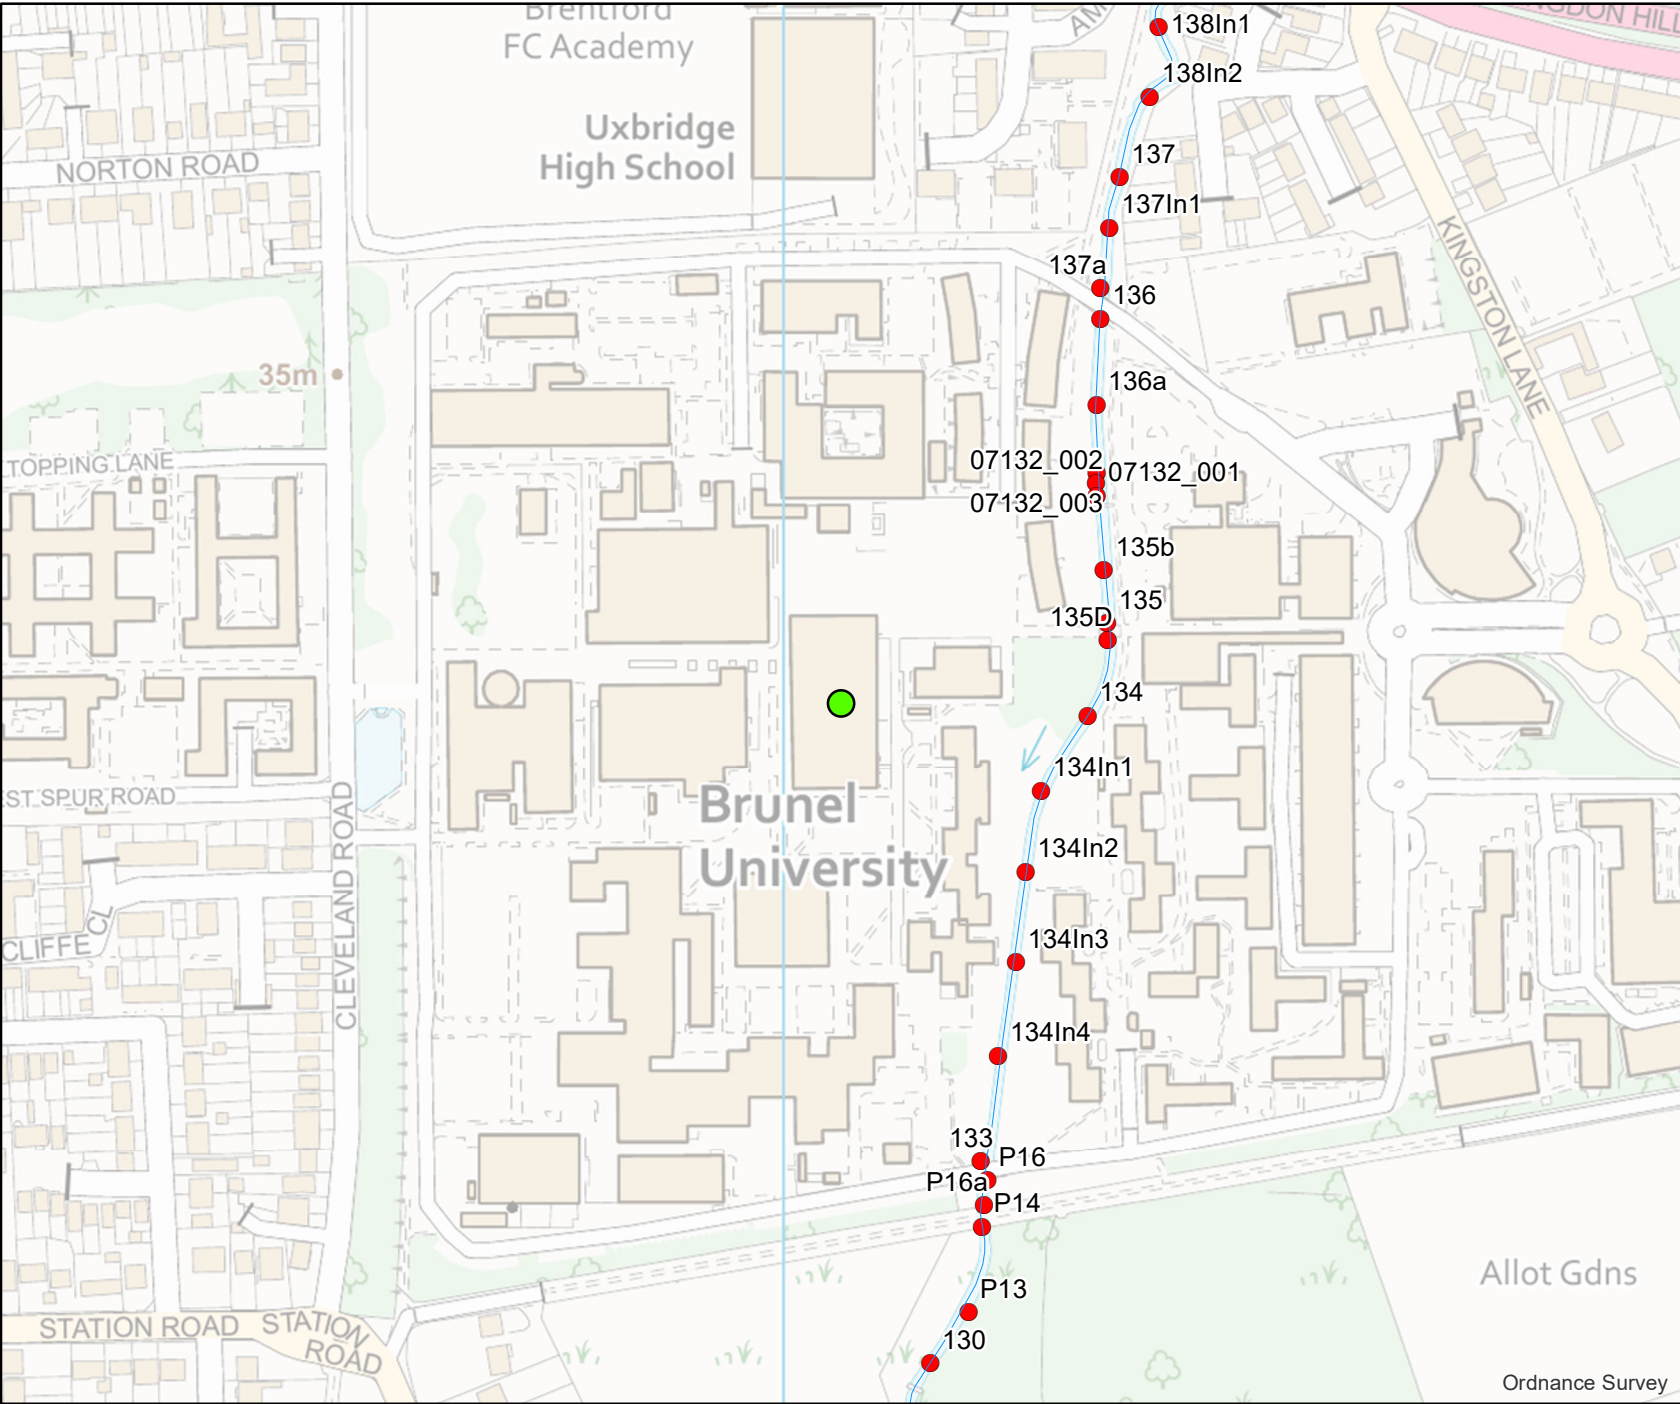 Brentford
FC Academy
138In1
138In2
Uxbridge
High School
NORTON ROAD
137
137In1
137a
136
KINGSTON LANE
35m
136a
TOPPING LANE
07132_002
07132_001
07132_003
135b
135
135D
134
134In1
EST SPUR ROAD
Brunel
University
134In2
CLEVELAND ROAD
CLIFFE CL
134In3
134In4
133
P16
P16a
P14
Allot Gdns
P13
130
STATION ROAD
STATION
ROAD
Ordnance Survey